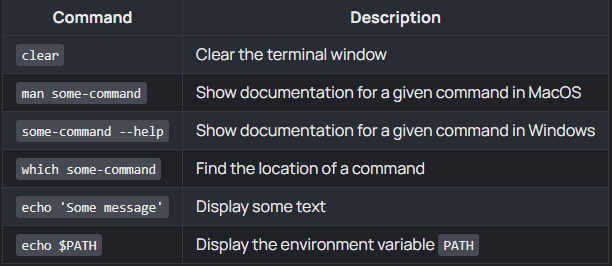 Command Description
clear Clear the terminal window
man some-command Show documentation for a given command in MacOS
some-command --help Show documentation for a given command in Windows
which some-command Find the location of a command
echo 'Some message' Display some text
echo $PATH Display the environment variable PATH